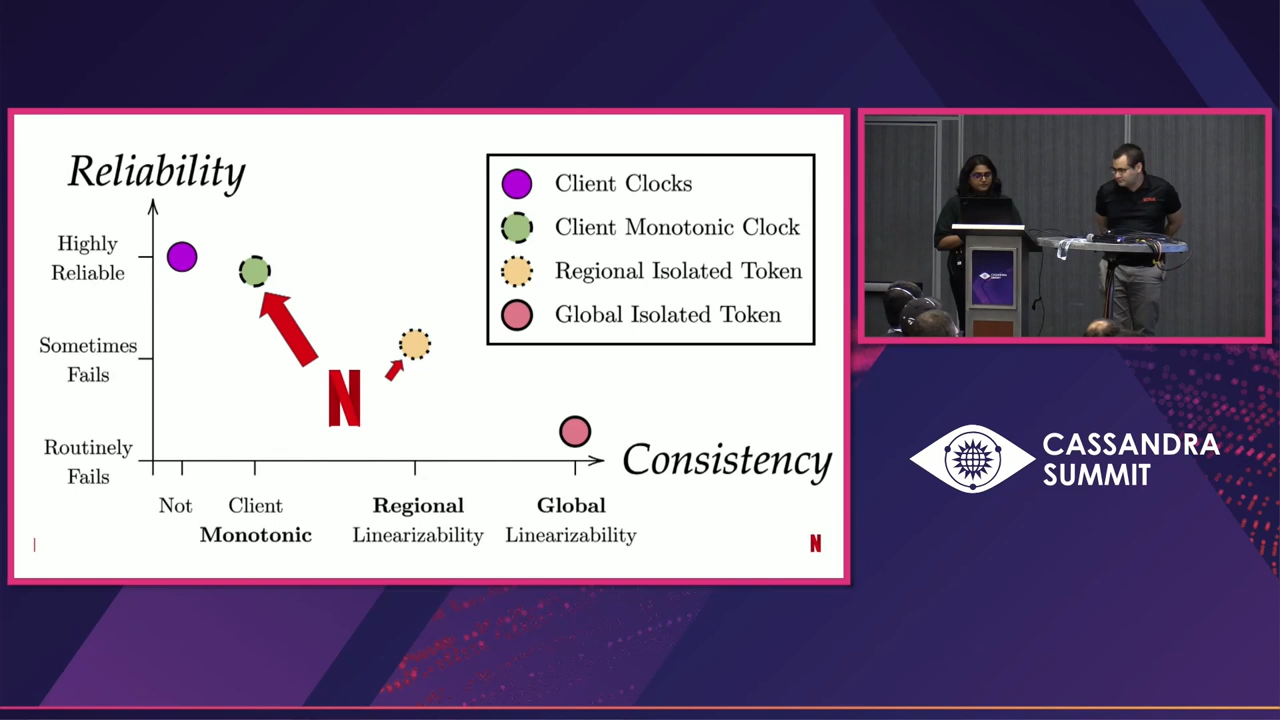 Reliability
Client Clocks
Client Monotonic Clock
Regional Isolated Token
Global Isolated Token
Highly
Reliable
Sometimes
Fails
Routinely
Fails
N
Consistency
Not
Client
Monotonic
Regional
Linearizability
Global
Linearizability
N
CASSANDRA
SUMMIT